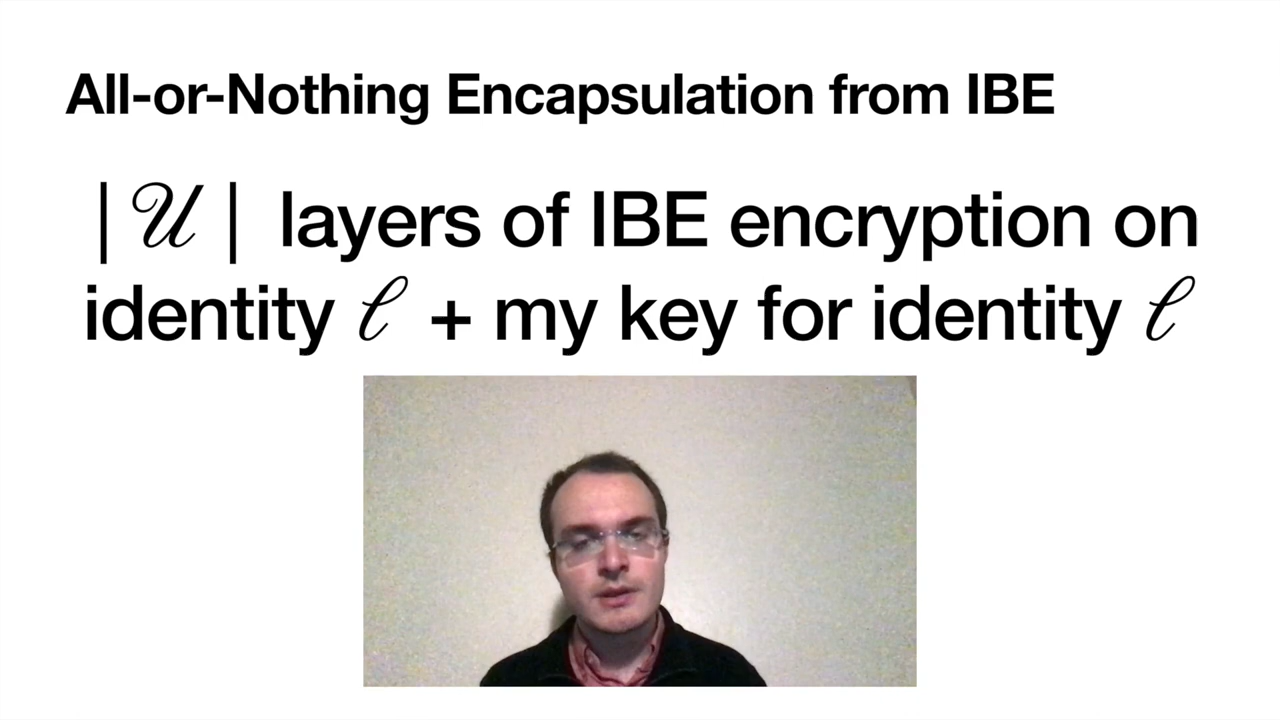 All-or-Nothing Encapsulation from IBE
|𝒰| layers of IBE encryption on
identity ℓ + my key for identity ℓ